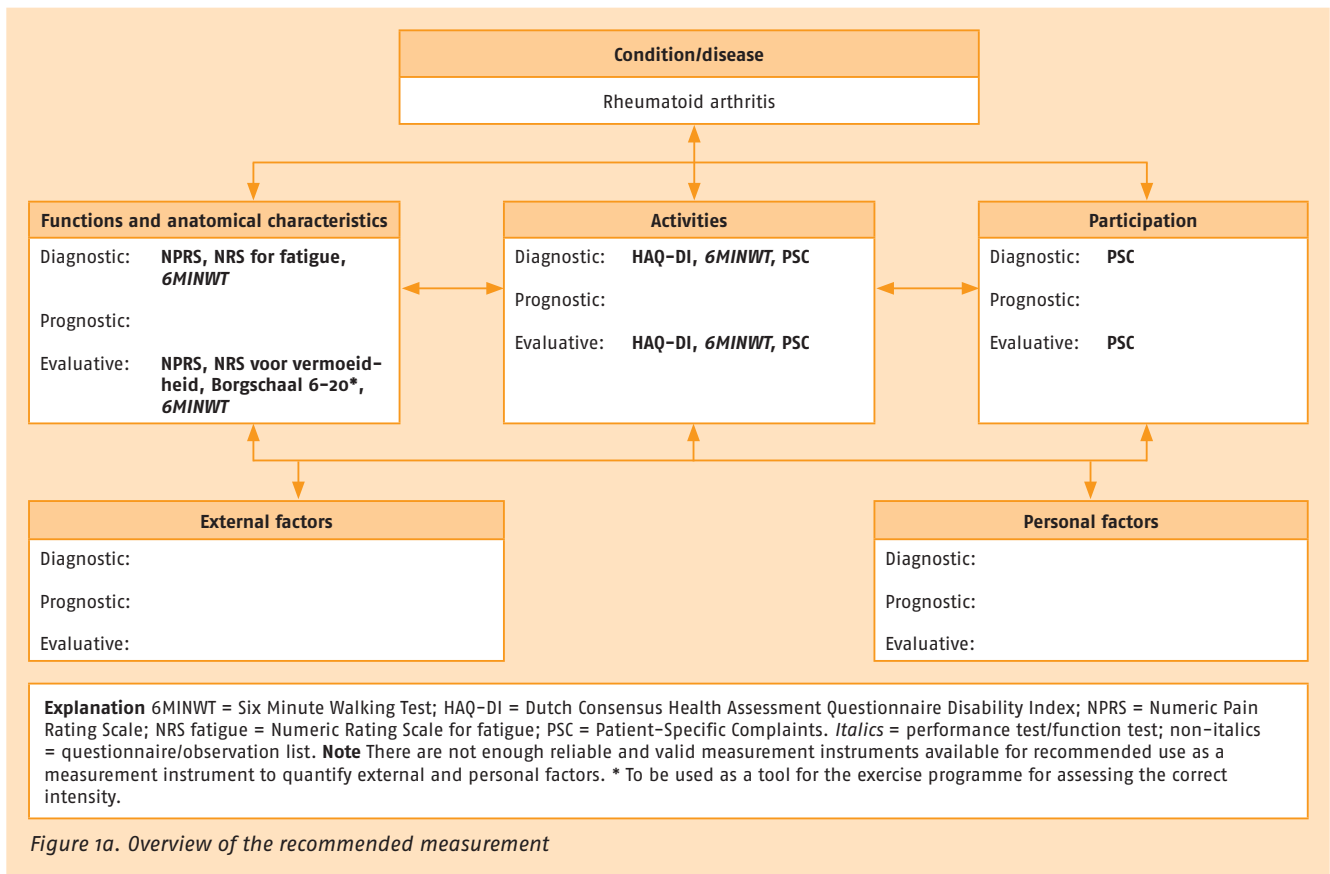 Condition/disease
Rheumatoid arthritis
Functions and anatomical characteristics
Diagnostic: NPRS, NRS for fatigue,
6MINWT
Prognostic:
Evaluative: NPRS, NRS voor vermoeid-
heid, Borgschaal 6-20*,
6MINWT
Activities
Diagnostic: HAQ-DI, 6MINWT, PSC
Prognostic:
Evaluative: HAQ-DI, 6MINWT, PSC
Participation
Diagnostic: PSC
Prognostic:
Evaluative: PSC
External factors
Diagnostic:
Prognostic:
Evaluative:
Personal factors
Diagnostic:
Prognostic:
Evaluative:
Explanation 6MINWT = Six Minute Walking Test; HAQ-DI = Dutch Consensus Health Assessment Questionnaire Disability Index; NPRS = Numeric Pain
Rating Scale; NRS fatigue = Numeric Rating Scale for fatigue; PSC = Patient-Specific Complaints. Italics = performance test/function test; non-italics
= questionnaire/observation list. Note There are not enough reliable and valid measurement instruments available for recommended use as a
measurement instrument to quantify external and personal factors. * To be used as a tool for the exercise programme for assessing the correct
intensity.
Figure 1a. Overview of the recommended measurement